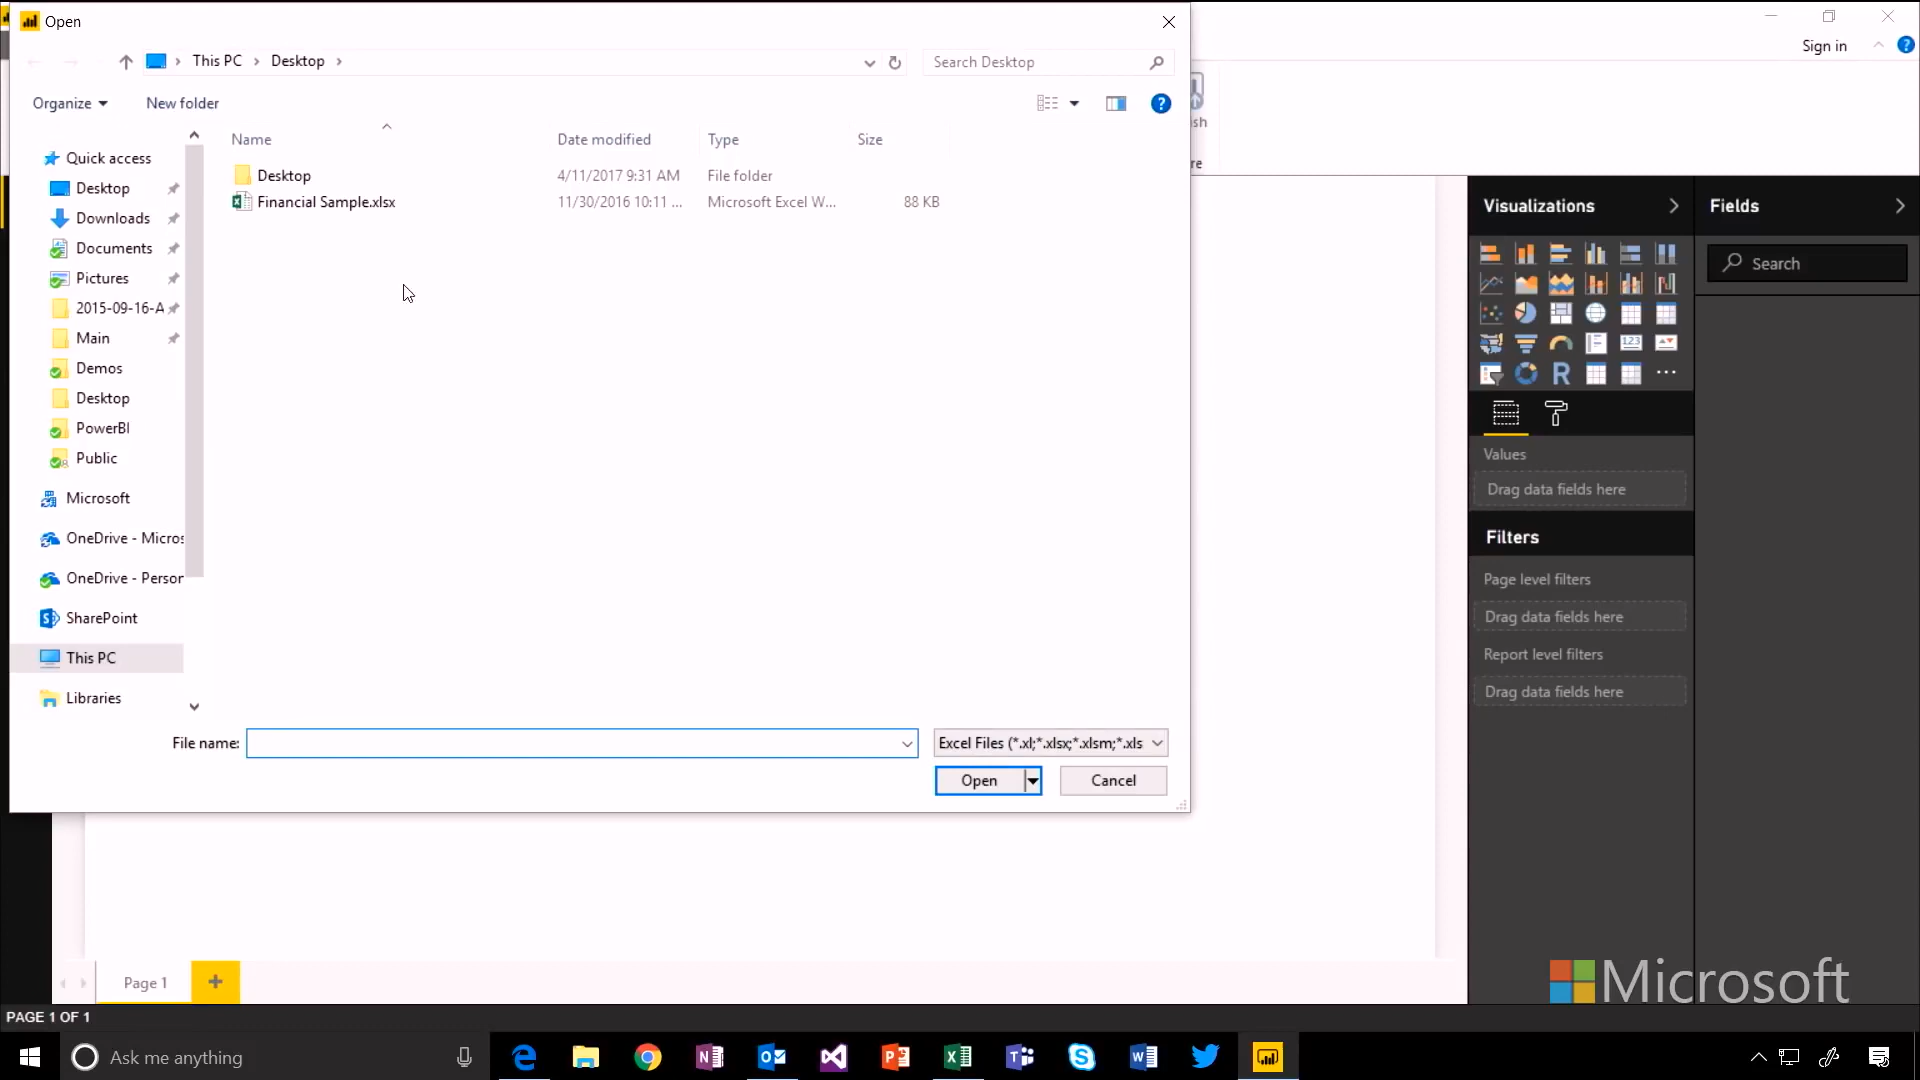 Open
Sign in
This PC > Desktop >
Search Desktop
Organize
New folder
sh
re
Name
Date modified
Type
Size
Desktop
4/11/2017 9:31 AM
File folder
Financial Sample.xlsx
11/30/2016 10:11 ...
Microsoft Excel W...
88 KB
Quick access
Desktop
Downloads
Documents
Pictures
2015-09-16-A
Main
Demos
Desktop
PowerBI
Public
Microsoft
OneDrive - Micros
OneDrive - Person
SharePoint
This PC
Libraries
File name:
Excel Files (*.xl;*.xlsx;*.xlsm;*.xls
Open
Cancel
Visualizations
R
123
Values
Drag data fields here
Filters
Page level filters
Drag data fields here
Report level filters
Drag data fields here
Fields
Search
Microsoft
Page 1
+
PAGE 1 OF 1
Ask me anything